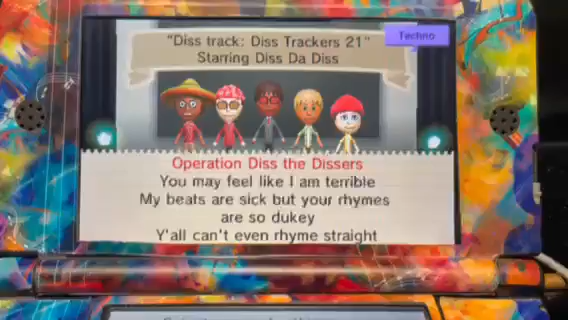 Techno
"Diss track: Diss Trackers 21"
Starring Diss Da Diss
Operation Diss the Dissers
You may feel like I am terrible
My beats are sick but your rhymes
are so dukey
Y'all can't even rhyme straight